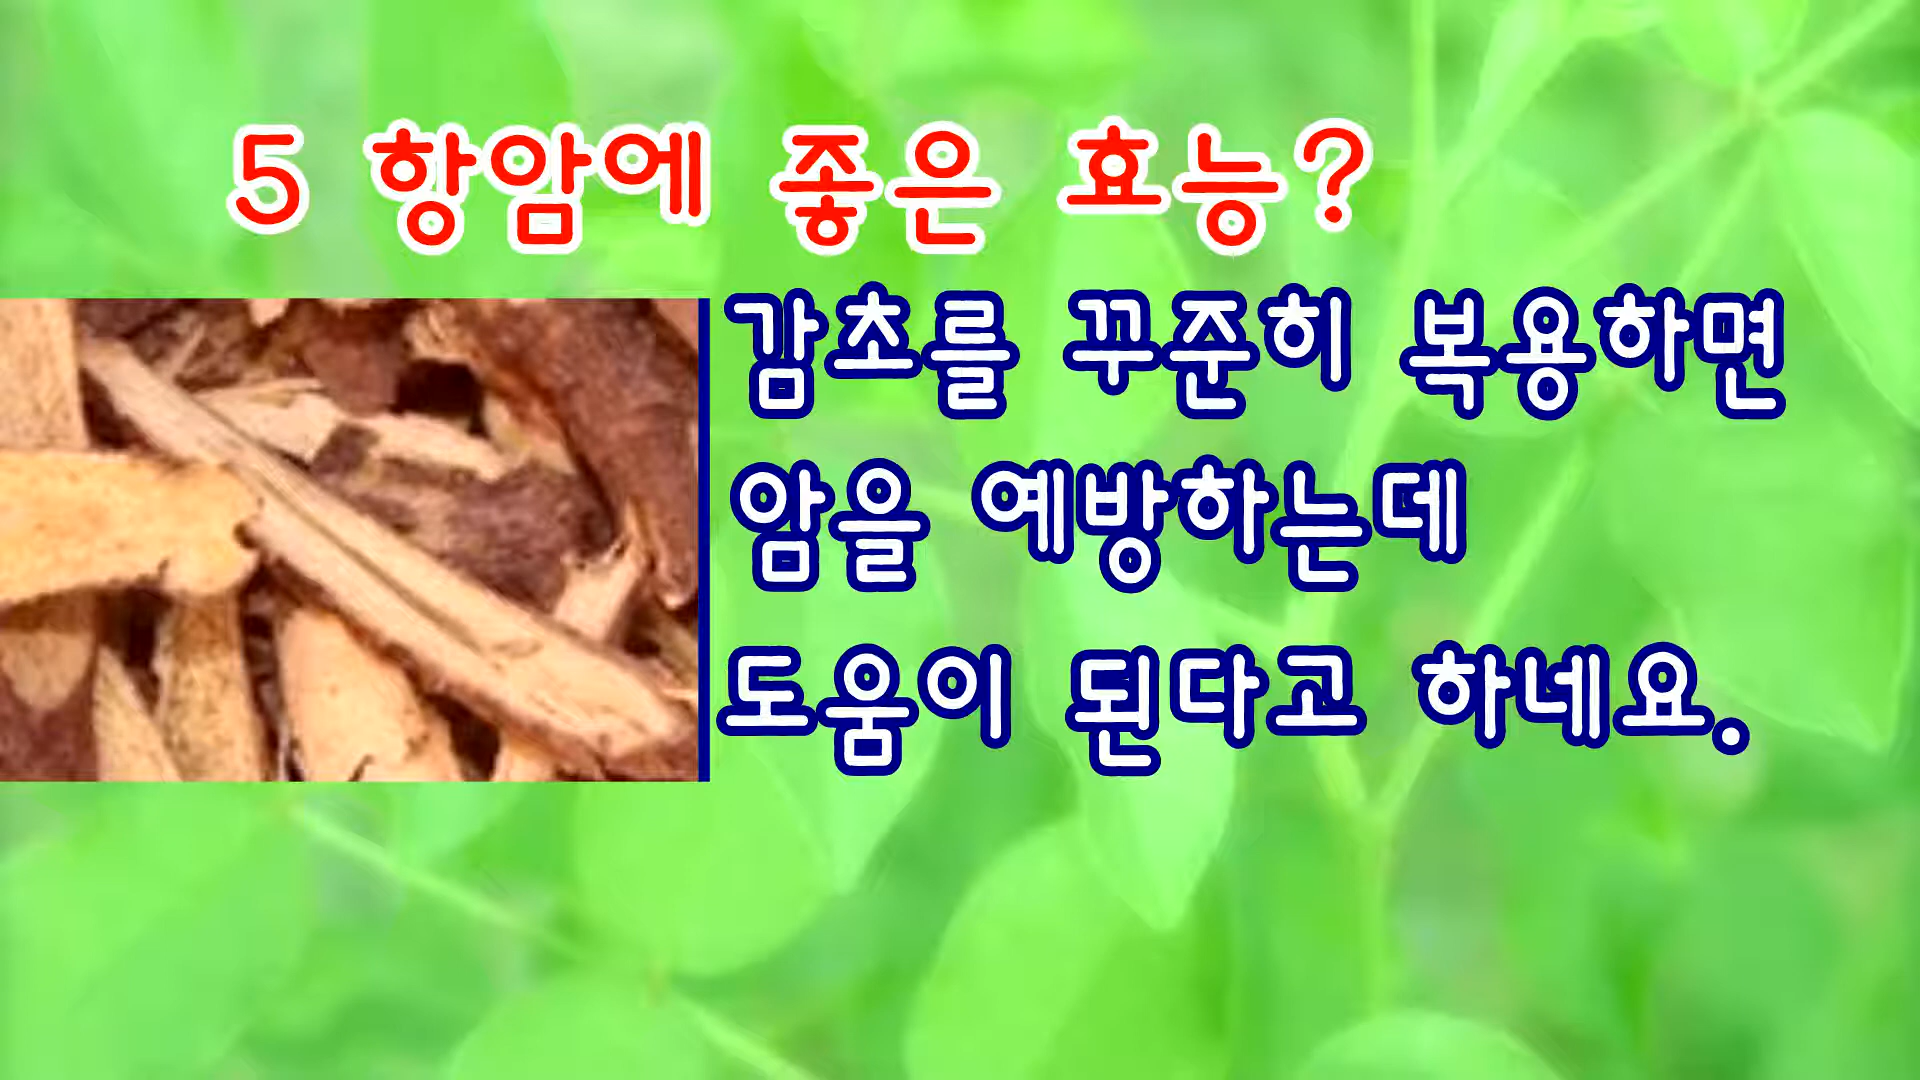 5 항암에 좋은 효능?
감초를 꾸준히 복용하면
암을 예방하는데
도움이 된다고 하네요.